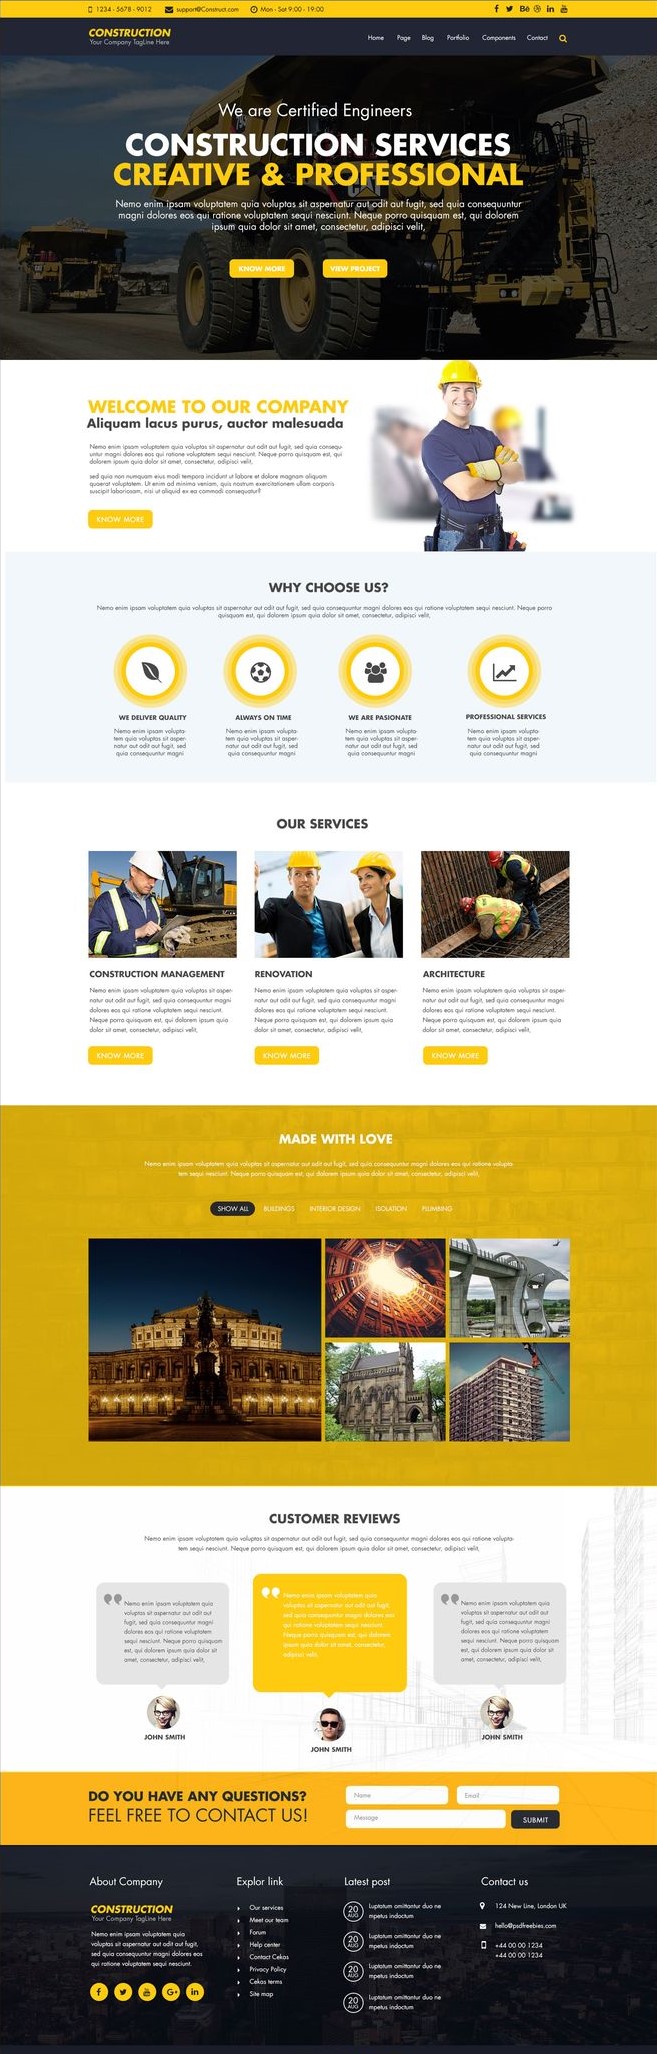 1234 - 5678 - 9012 support@Construct.com Mon - Sat 9:00 - 19:00
CONSTRUCTION
Your Company TagLine Here
Home Page Blog Portfolio Components Contact
We are Certified Engineers
CONSTRUCTION SERVICES
CREATIVE & PROFESSIONAL
Nemo enim ipsam voluptatem quia voluptas sit aspernatur aut odit aut fugit, sed quia consequuntur
magni dolores eos qui ratione voluptatem sequi nesciunt. Neque porro quisquam est, qui dolorem
ipsum quia dolor sit amet, consectetur, adipisci velit,
KNOW MORE VIEW PROJECT
WELCOME TO OUR COMPANY
Aliquam lacus purus, auctor malesuada
Nemo enim ipsam voluptatem quia voluptas sit aspernatur aut odit aut fugit, sed quia consequ-
untur magni dolores eos qui ratione voluptatem sequi nesciunt. Neque porro quisquam est, qui
dolorem ipsum quia dolor sit amet, consectetur, adipisci velit,
sed quia non numquam eius modi tempora incidunt ut labore et dolore magnam aliquam
quaerat voluptatem. Ut enim ad minima veniam, quis nostrum exercitationem ullam corporis
suscipit laboriosam, nisi ut aliquid ex ea commodi consequatur?
KNOW MORE
WHY CHOOSE US?
Nemo enim ipsam voluptatem quia voluptas sit aspernatur aut odit aut fugit, sed quia consequuntur magni dolores eos qui ratione voluptatem sequi nesciunt. Neque porro
quisquam est, qui dolorem ipsum quia dolor sit amet, consectetur, adipisci velit,
WE DELIVER QUALITY
Nemo enim ipsam volupta-
tem quia voluptas sit asper-
natur aut odit aut fugit, sed
quia consequuntur magni
ALWAYS ON TIME
Nemo enim ipsam volupta-
tem quia voluptas sit asper-
natur aut odit aut fugit, sed
quia consequuntur magni
WE ARE PASIONATE
Nemo enim ipsam volupta-
tem quia voluptas sit asper-
natur aut odit aut fugit, sed
quia consequuntur magni
PROFESSIONAL SERVICES
Nemo enim ipsam volupta-
tem quia voluptas sit asper-
natur aut odit aut fugit, sed
quia consequuntur magni
OUR SERVICES
CONSTRUCTION MANAGEMENT
Nemo enim ipsam voluptatem quia voluptas sit asper-
natur aut odit aut fugit, sed quia consequuntur magni
dolores eos qui ratione voluptatem sequi nesciunt.
Neque porro quisquam est, qui dolorem ipsum quia
dolor sit amet, consectetur, adipisci velit,
KNOW MORE
RENOVATION
Nemo enim ipsam voluptatem quia voluptas sit asper-
natur aut odit aut fugit, sed quia consequuntur magni
dolores eos qui ratione voluptatem sequi nesciunt.
Neque porro quisquam est, qui dolorem ipsum quia
dolor sit amet, consectetur, adipisci velit,
KNOW MORE
ARCHITECTURE
Nemo enim ipsam voluptatem quia voluptas sit asper-
natur aut odit aut fugit, sed quia consequuntur magni
dolores eos qui ratione voluptatem sequi nesciunt.
Neque porro quisquam est, qui dolorem ipsum quia
dolor sit amet, consectetur, adipisci velit,
KNOW MORE
MADE WITH LOVE
Nemo enim ipsam voluptatem quia voluptas sit aspernatur aut odit aut fugit, sed quia consequuntur magni dolores eos qui ratione volupta-
tem sequi nesciunt. Neque porro quisquam est, qui dolorem ipsum quia dolor sit amet, consectetur, adipisci velit,
SHOW ALL BUILDINGS INTERIOR DESIGN ISOLATION PLUMBING
CUSTOMER REVIEWS
Nemo enim ipsam voluptatem quia voluptas sit aspernatur aut odit aut fugit, sed quia consequuntur magni dolores eos qui ratione volupta-
tem sequi nesciunt. Neque porro quisquam est, qui dolorem ipsum quia dolor sit amet, consectetur, adipisci velit,
Nemo enim ipsam voluptatem quia
voluptas sit aspernatur aut odit aut
fugit, sed quia consequuntur magni
dolores eos qui ratione voluptatem
sequi nesciunt. Neque porro quisquam
est, qui dolorem ipsum quia dolor sit
amet, consectetur, adipisci velit,
JOHN SMITH
Nemo enim ipsam voluptatem quia
voluptas sit aspernatur aut odit aut fugit,
sed quia consequuntur magni dolores eos
qui ratione voluptatem sequi nesciunt.
Neque porro quisquam est, qui dolorem
ipsum quia dolor sit amet, consectetur,
adipisci velit,
JOHN SMITH
Nemo enim ipsam voluptatem quia
voluptas sit aspernatur aut odit aut
fugit, sed quia consequuntur magni
dolores eos qui ratione voluptatem
sequi nesciunt. Neque porro quisquam
est, qui dolorem ipsum quia dolor sit
amet, consectetur, adipisci velit,
JOHN SMITH
DO YOU HAVE ANY QUESTIONS?
FEEL FREE TO CONTACT US!
Name Email
Message SUBMIT
About Company
CONSTRUCTION
Your Company TagLine Here
Nemo enim ipsam voluptatem quia
voluptas sit aspernatur aut odit aut fugit,
sed quia consequuntur magni dolores eos
qui ratione voluptatem sequi nesciunt.
Explor link
Our services
Meet our team
Forum
Help center
Contact Cekas
Privacy Policy
Cekas terms
Site map
Latest post
20 AUG
Luptatum omittantur duo ne
mpetus indoctum
20 AUG
Luptatum omittantur duo ne
mpetus indoctum
20 AUG
Luptatum omittantur duo ne
mpetus indoctum
20 AUG
Luptatum omittantur duo ne
mpetus indoctum
Contact us
124 New Line, London UK
hello@psdfreebies.com
+44 00 00 1234
+44 00 00 1234